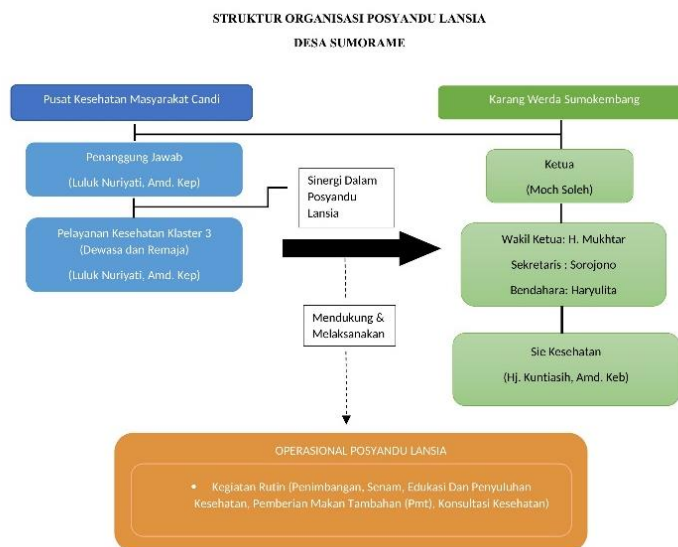 STRUKTUR ORGANISASI POSYANDU LANSIA
DESA SUMORAME
Pusat Kesehatan Masyarakat Candi
Karang Werda Sumokembang
Penanggung Jawab
(Luluk Nuriyati, Amd. Kep)
Pelayanan Kesehatan Klaster 3
(Dewasa dan Remaja)
(Luluk Nuriyati, Amd. Kep)
Sinergi Dalam
Posyandu
Lansia
Ketua
(Moch Soleh)
Wakil Ketua: H. Mukhtar
Sekretaris : Sorojono
Bendahara: Haryulita
Mendukung &
Melaksanakan
Sie Kesehatan
(Hj. Kuntiasih, Amd. Keb)
OPERASIONAL POSYANDU LANSIA
• Kegiatan Rutin (Penimbangan, Senam, Edukasi Dan Penyuluhan
Kesehatan, Pemberian Makan Tambahan (Pmt), Konsultasi Kesehatan)